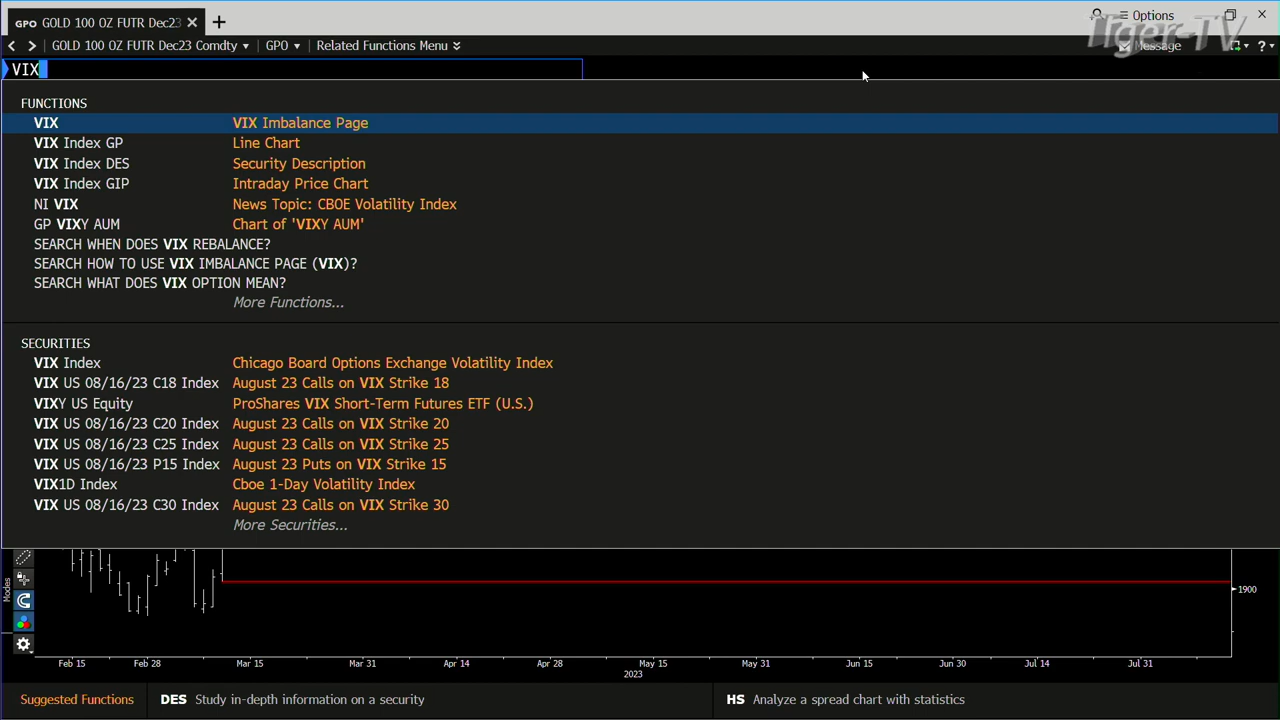 GPO GOLD 100 OZ FUTR Dec23
Options
GOLD 100 OZ FUTR Dec23 Comdty
GPO
Related Functions Menu
Message
Tiger-TV
VIX
FUNCTIONS
VIX VIX Imbalance Page
VIX Index GP Line Chart
VIX Index DES Security Description
VIX Index GIP Intraday Price Chart
NI VIX News Topic: CBOE Volatility Index
GP VIXY AUM Chart of 'VIXY AUM'
SEARCH WHEN DOES VIX REBALANCE?
SEARCH HOW TO USE VIX IMBALANCE PAGE (VIX)?
SEARCH WHAT DOES VIX OPTION MEAN?
More Functions...
SECURITIES
VIX Index Chicago Board Options Exchange Volatility Index
VIX US 08/16/23 C18 Index August 23 Calls on VIX Strike 18
VIXY US Equity ProShares VIX Short-Term Futures ETF (U.S.)
VIX US 08/16/23 C20 Index August 23 Calls on VIX Strike 20
VIX US 08/16/23 C25 Index August 23 Calls on VIX Strike 25
VIX US 08/16/23 P15 Index August 23 Puts on VIX Strike 15
VIX1D Index Cboe 1-Day Volatility Index
VIX US 08/16/23 C30 Index August 23 Calls on VIX Strike 30
More Securities...
Modes
1900
Feb 15 Feb 28 Mar 15 Mar 31 Apr 14 Apr 28 May 15 May 31 Jun 15 Jun 30 Jul 14 Jul 31
2023
Suggested Functions DES Study in-depth information on a security HS Analyze a spread chart with statistics